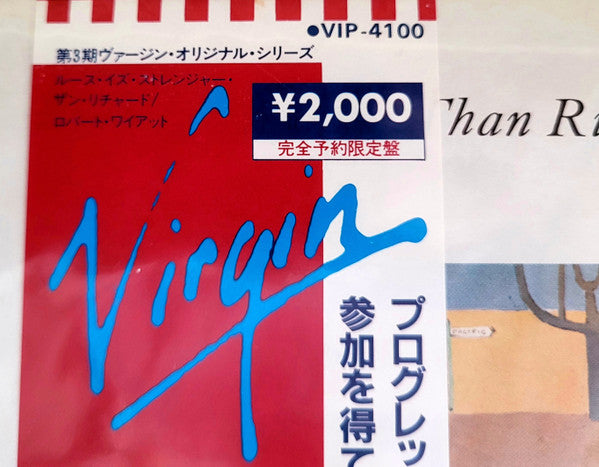 ●VIP-4100
第3期ヴァージン・オリジナル・シリーズ
ルース・イズ・ストレンジャー・
ザン・リチャード/
ロバート・ワイアット
¥2,000
完全予約限定盤
Than Ri
Virgin
プログレッ
参加を得て